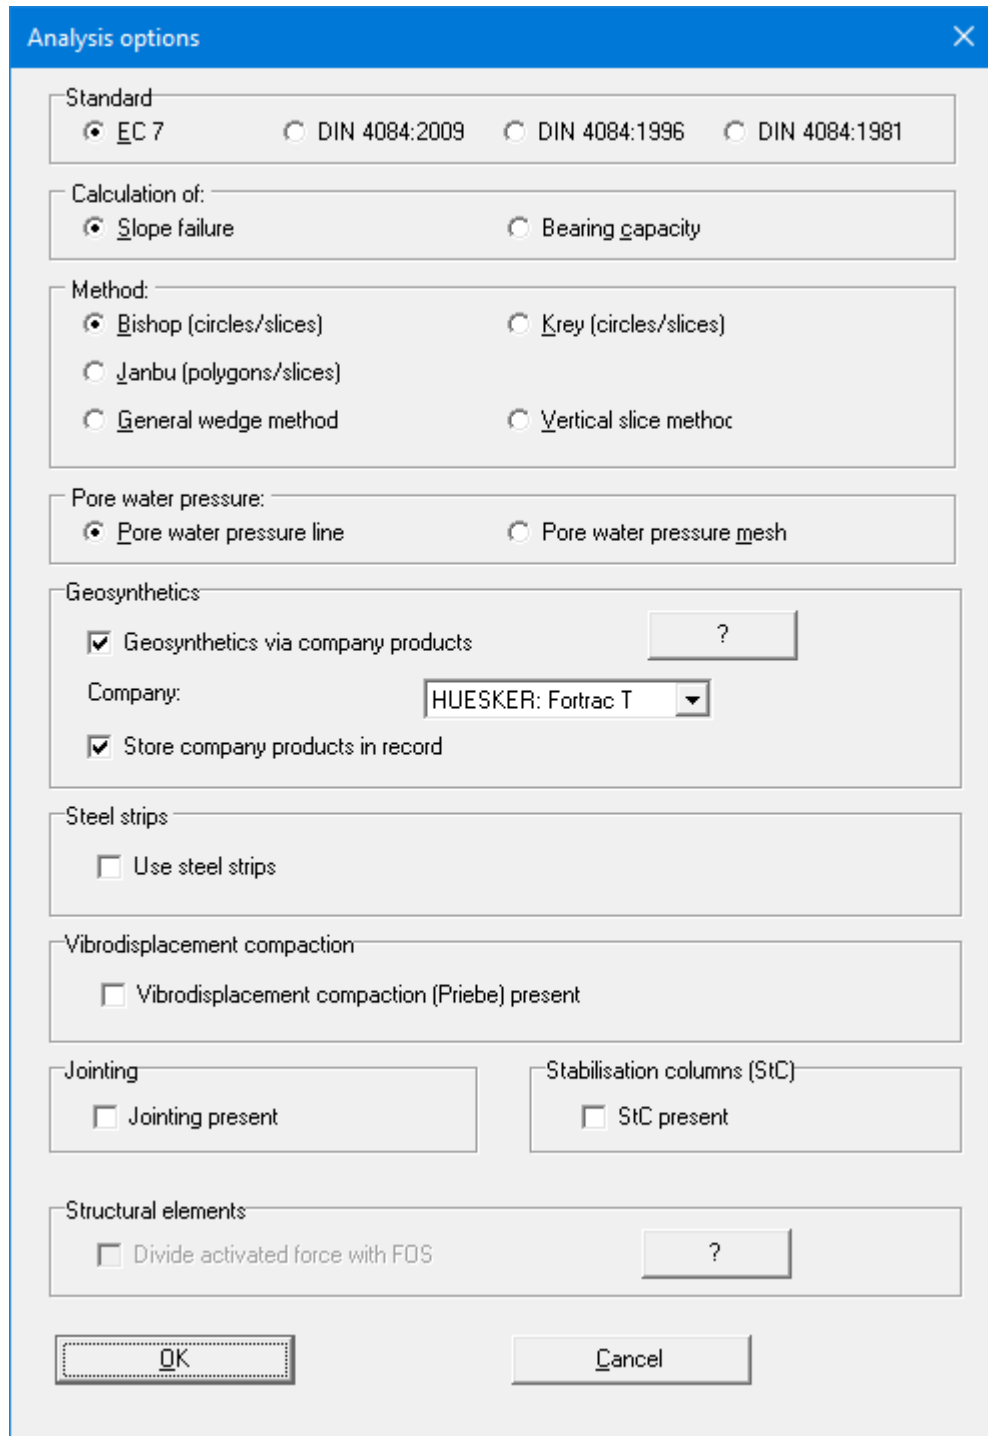 Analysis options
Standard
EC 7 DIN 4084:2009 DIN 4084:1996 DIN 4084:1981
Calculation of:
Slope failure Bearing capacity
Method:
Bishop (circles/slices) Krey (circles/slices)
Janbu (polygons/slices)
General wedge method Vertical slice method
Pore water pressure:
Pore water pressure line Pore water pressure mesh
Geosynthetics
Geosynthetics via company products ?
Company: HUESKER: Fortrac T
Store company products in record
Steel strips
Use steel strips
Vibrodisplacement compaction
Vibrodisplacement compaction (Priebe) present
Jointing Stabilisation columns (StC)
Jointing present StC present
Structural elements
Divide activated force with FOS ?
OK Cancel